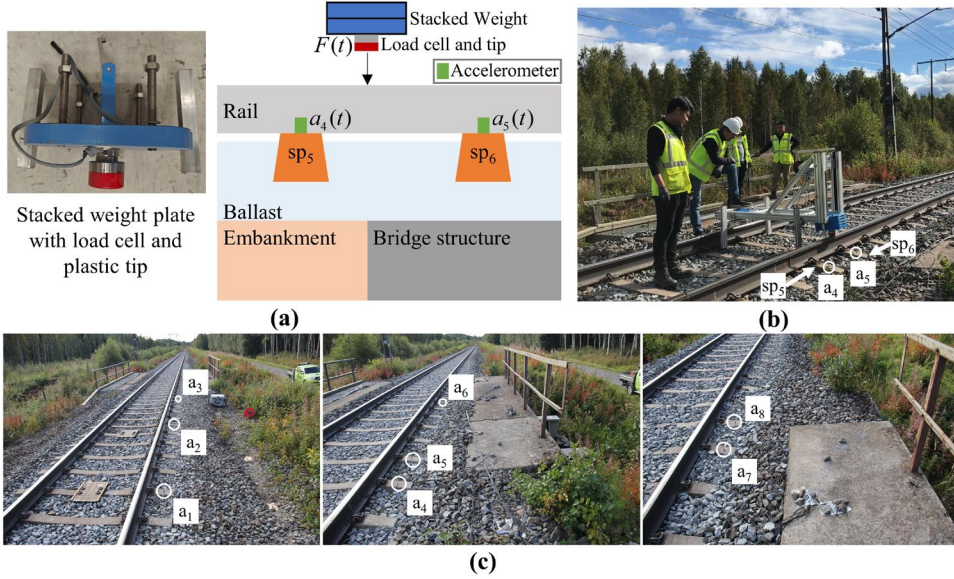 Stacked weight plate
with load cell and
plastic tip
Stacked Weight
F(t)
Load cell and tip
Accelerometer
Rail
a₄(t)
a₅(t)
sp₅
sp₆
Ballast
Embankment
Bridge structure
(a)
sp₆
a₅
sp₅
a₄
(b)
a₃
a₂
a₁
a₆
a₅
a₄
a₈
a₇
(c)